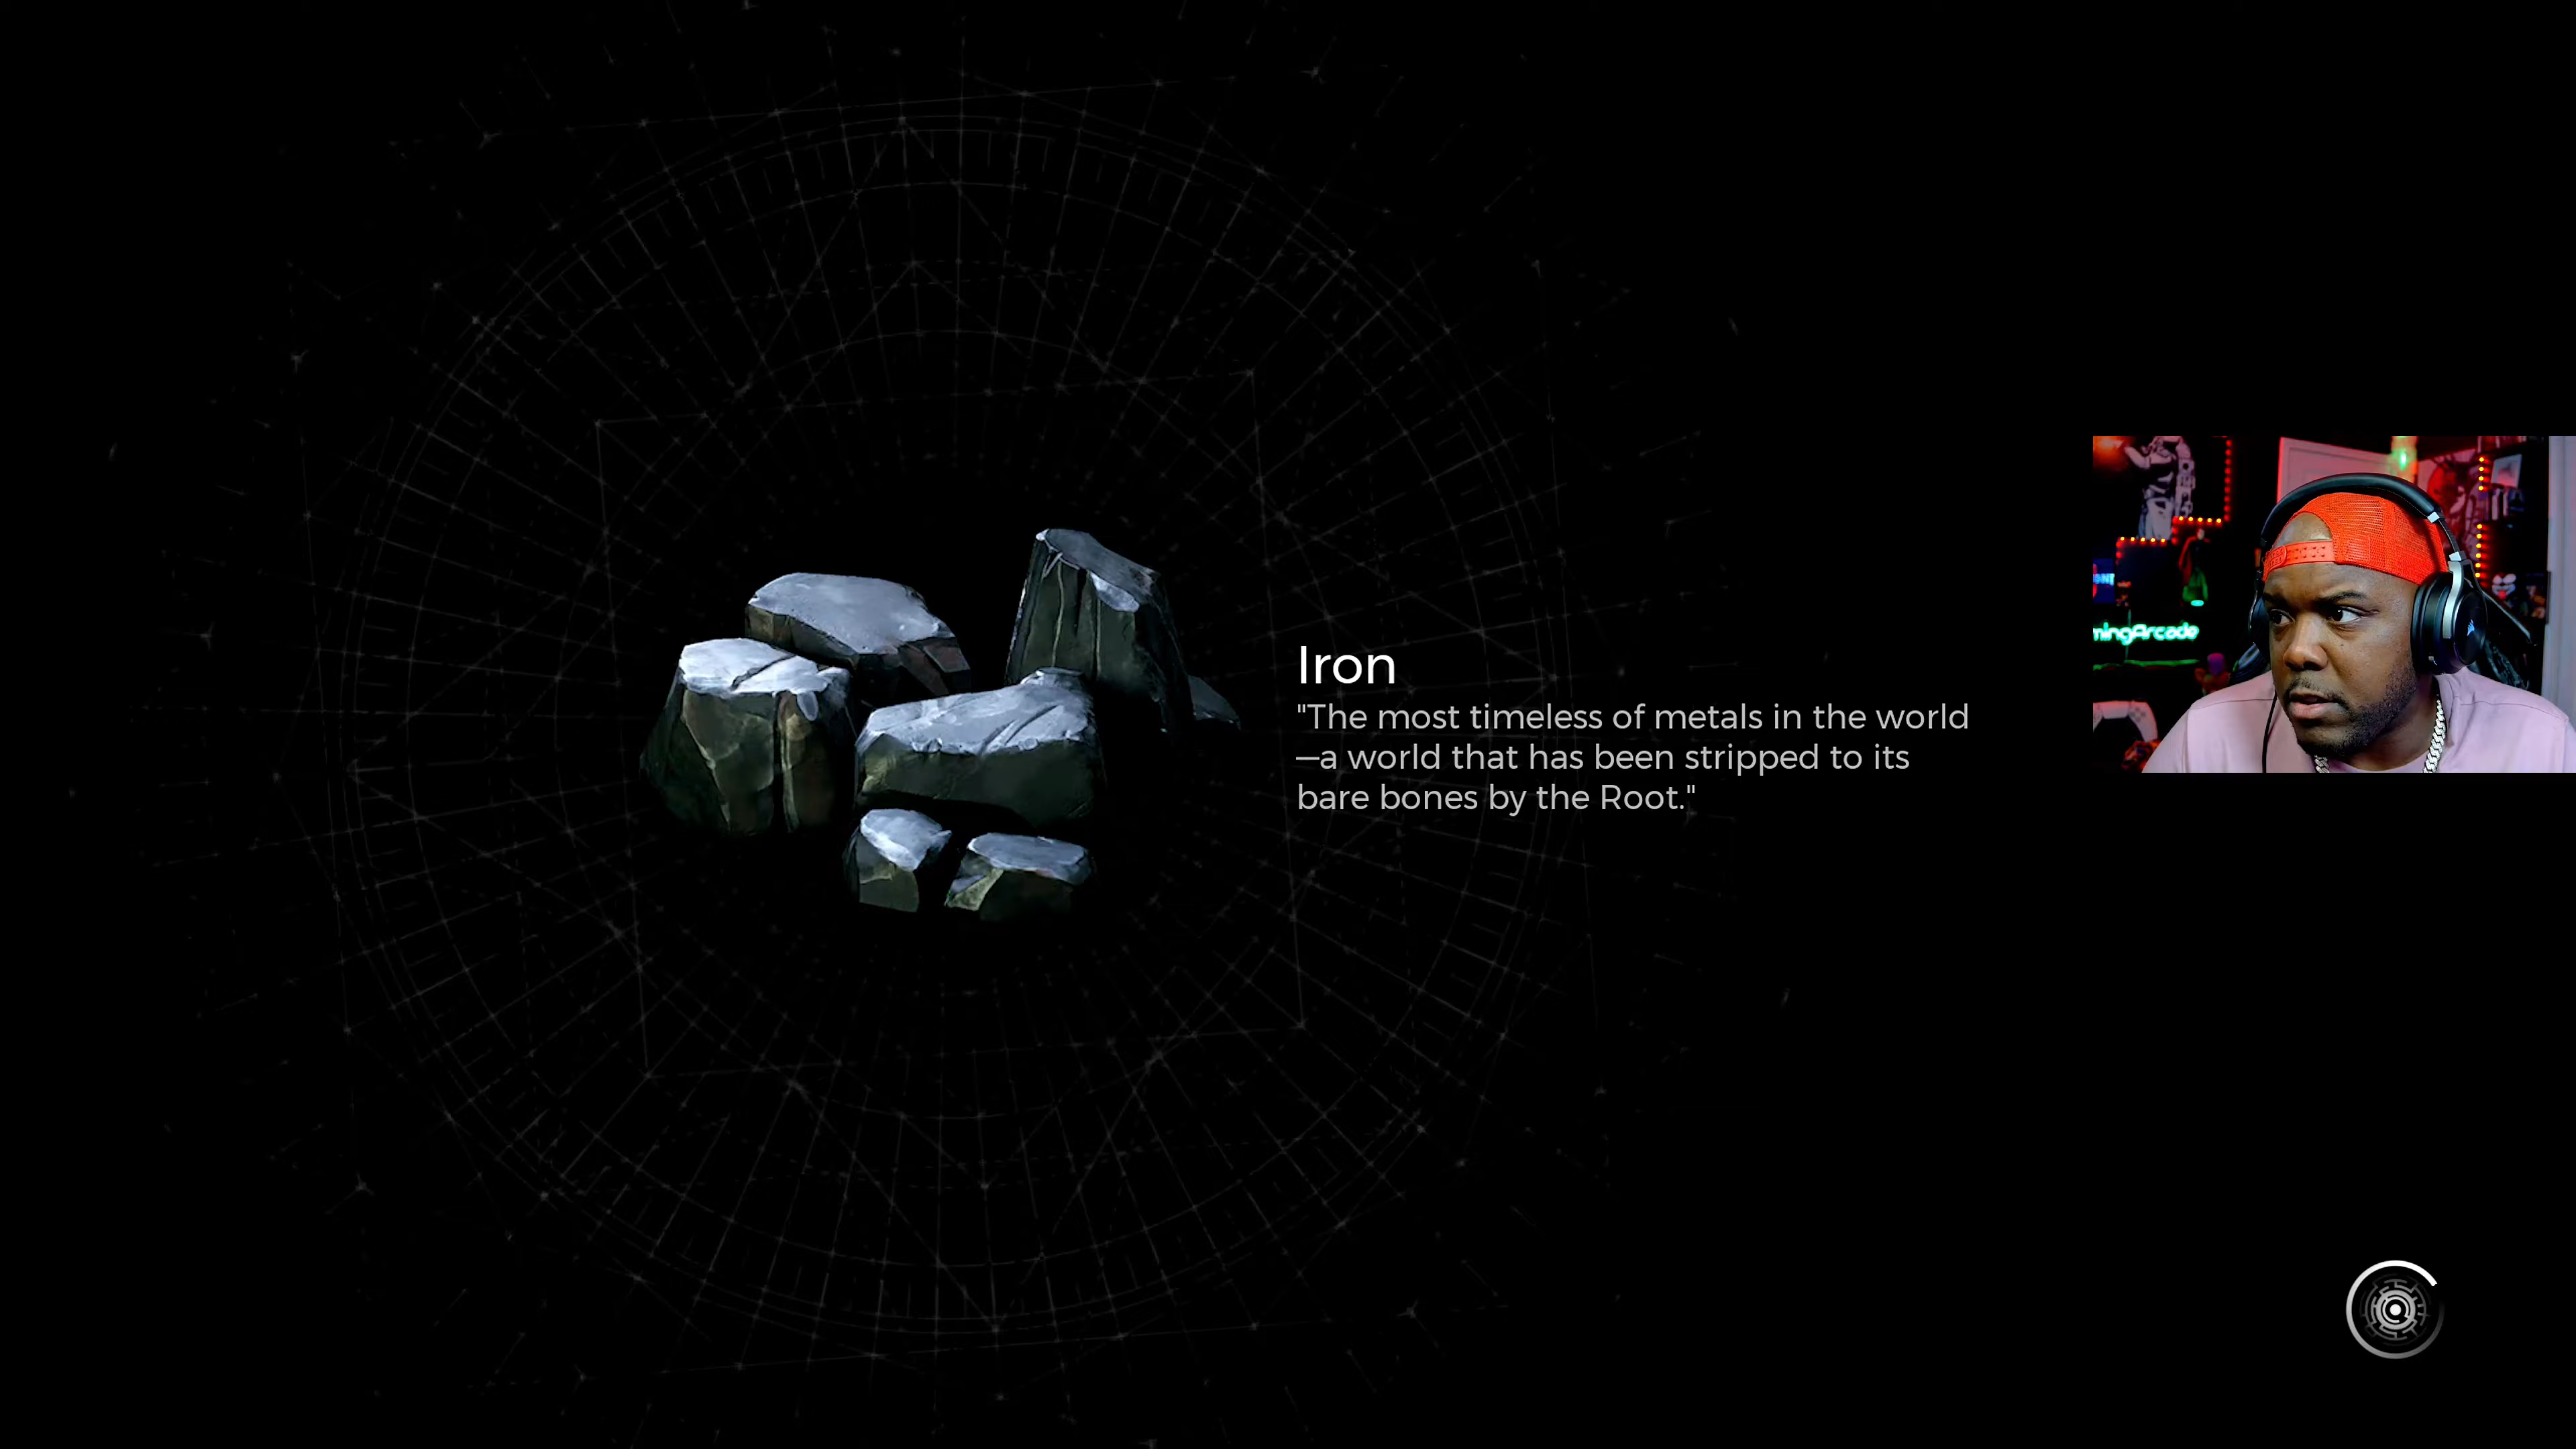 Iron
"The most timeless of metals in the world
—a world that has been stripped to its
bare bones by the Root."
mingArcade